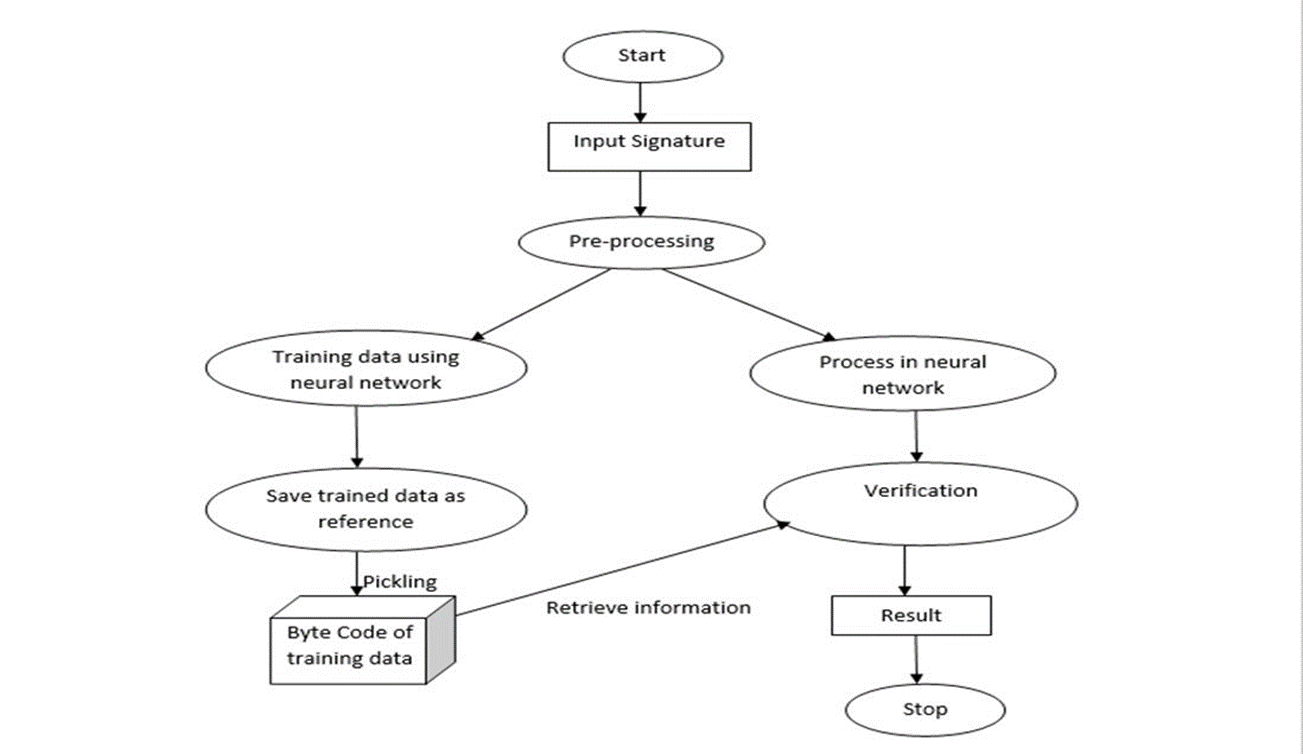 Start
Input Signature
Pre-processing
Training data using
neural network
Process in neural
network
Save trained data as
reference
Verification
Pickling
Retrieve information
Byte Code of
training data
Result
Stop